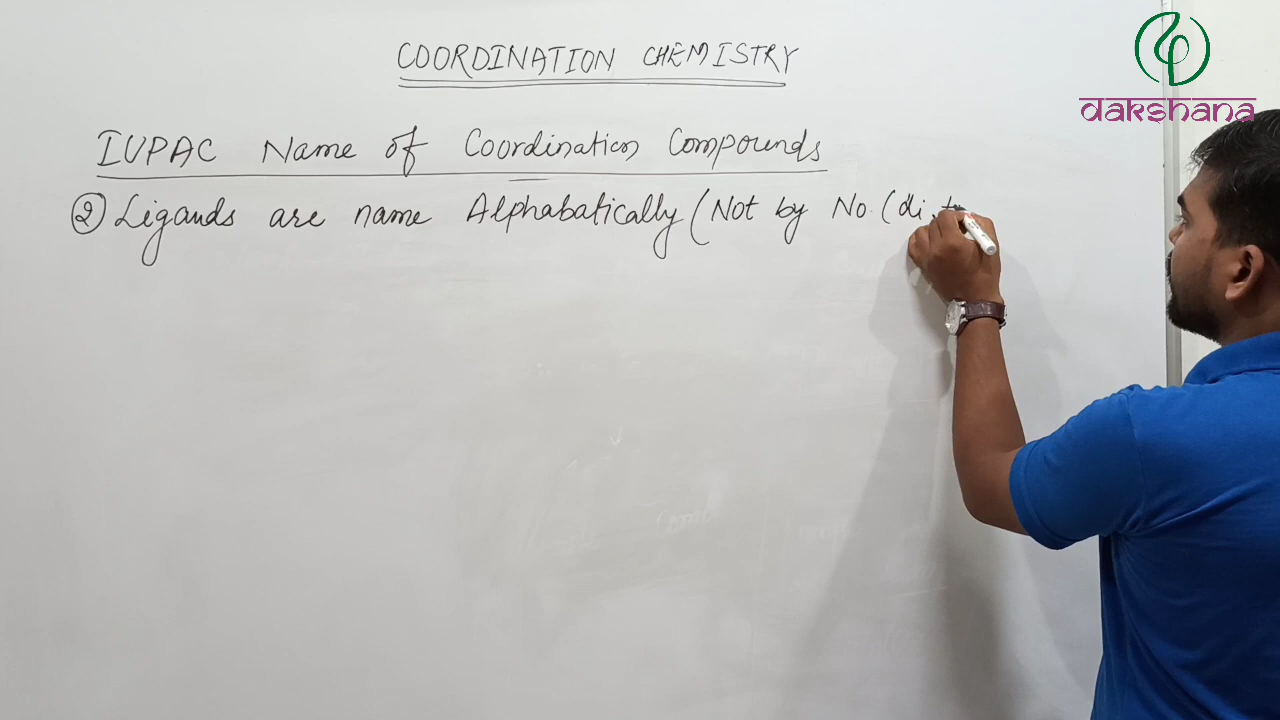 dakshana
COORDINATION CHEMISTRY
IUPAC Name of Coordination Compounds
② Ligands are name Alphabatically (Not by No. (di,